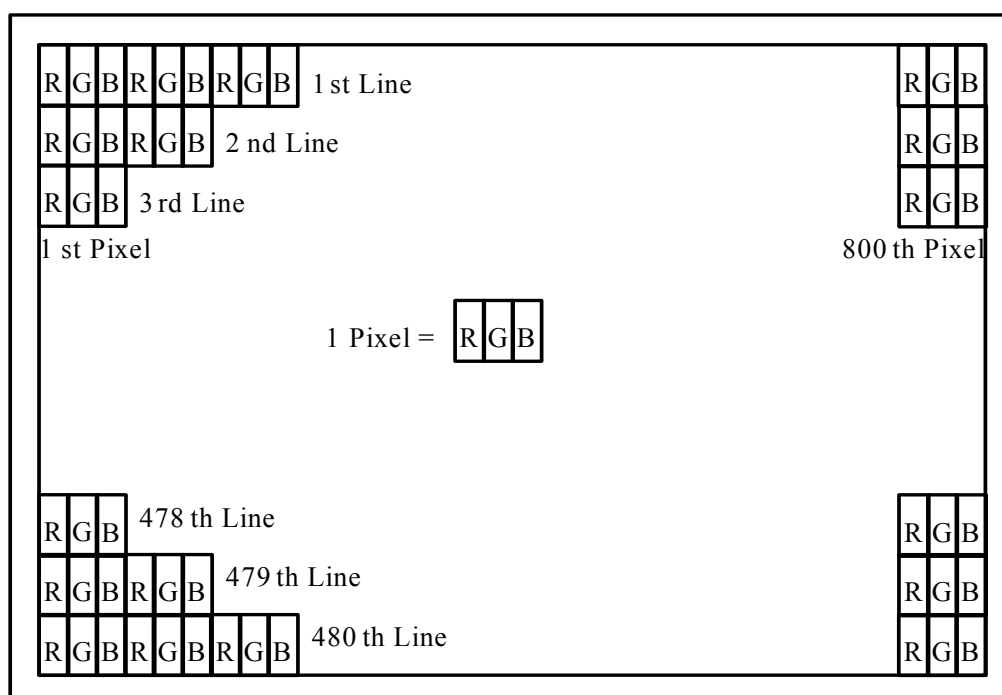 R G B R G B R G B 1 st Line R G B
R G B R G B 2 nd Line R G B
R G B 3 rd Line R G B
1 st Pixel 800 th Pixel
1 Pixel = R G B
R G B 478 th Line R G B
R G B R G B 479 th Line R G B
R G B R G B R G B 480 th Line R G B